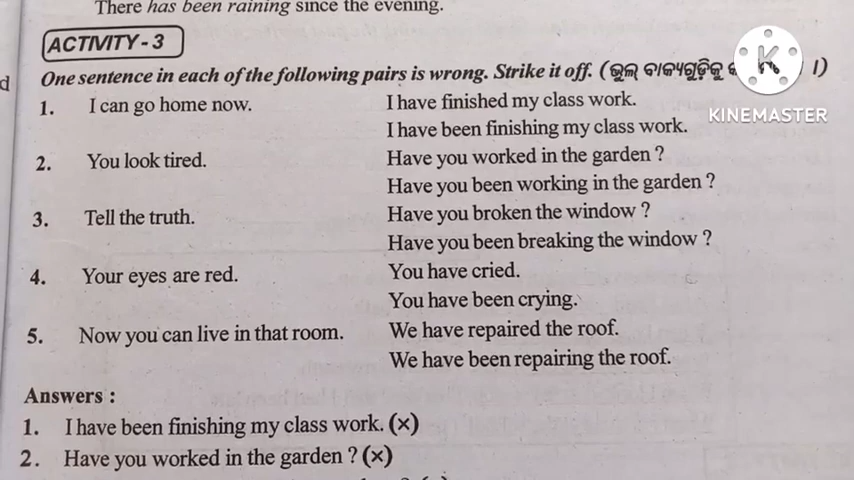 There has been raining since the evening.
ACTIVITY - 3
d
One sentence in each of the following pairs is wrong. Strike it off. (ଭୁଲ୍ ବାକ୍ୟଗୁଡ଼ିକୁ ।)
KINEMASTER
1. I can go home now. I have finished my class work.
I have been finishing my class work.
2. You look tired. Have you worked in the garden ?
Have you been working in the garden ?
3. Tell the truth. Have you broken the window ?
Have you been breaking the window ?
4. Your eyes are red. You have cried.
You have been crying.
5. Now you can live in that room. We have repaired the roof.
We have been repairing the roof.
Answers :
1. I have been finishing my class work. (×)
2. Have you worked in the garden ? (×)